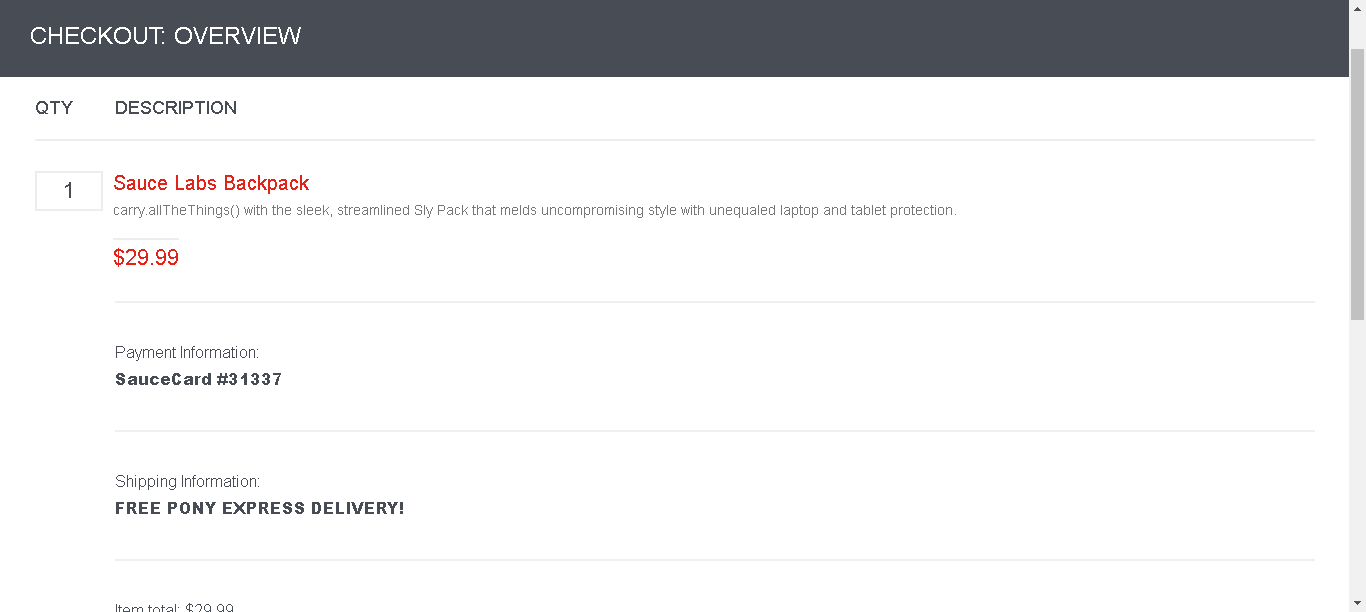 CHECKOUT: OVERVIEW
QTY DESCRIPTION
1 Sauce Labs Backpack
carry.allTheThings() with the sleek, streamlined Sly Pack that melds uncompromising style with unequaled laptop and tablet protection.
$29.99
Payment Information:
SauceCard #31337
Shipping Information:
FREE PONY EXPRESS DELIVERY!
Item total: $29.99